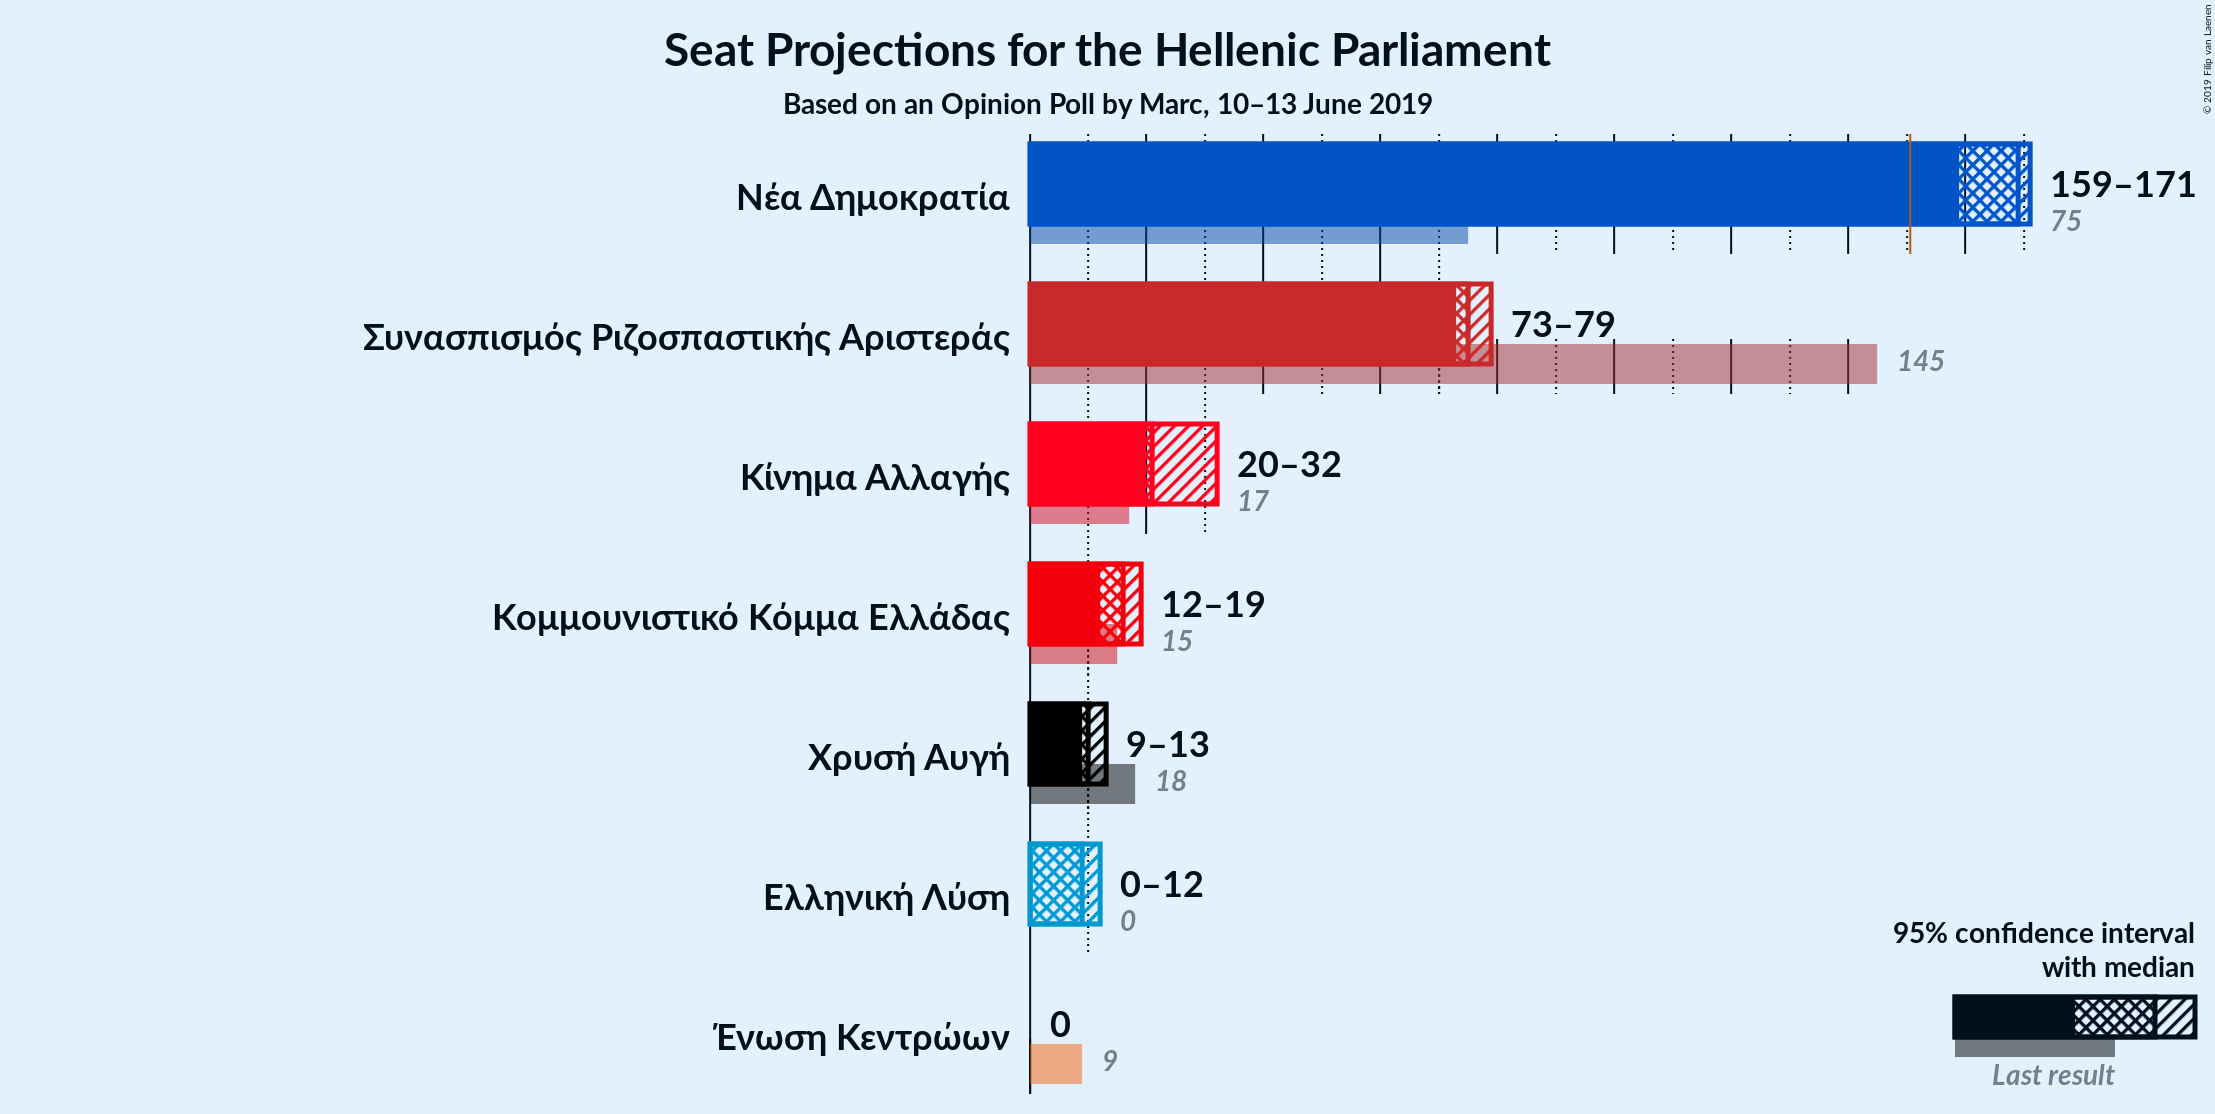 Seat Projections for the Hellenic Parliament
Based on an Opinion Poll by Marc, 10–13 June 2019
© 2019 Filip van Laenen
Νέα Δημοκρατία
159–171
75
Συνασπισμός Ριζοσπαστικής Αριστεράς
73–79
145
Κίνημα Αλλαγής
20–32
17
Κομμουνιστικό Κόμμα Ελλάδας
12–19
15
Χρυσή Αυγή
9–13
18
Ελληνική Λύση
0–12
0
Ένωση Κεντρώων
0
9
95% confidence interval
with median
Last result